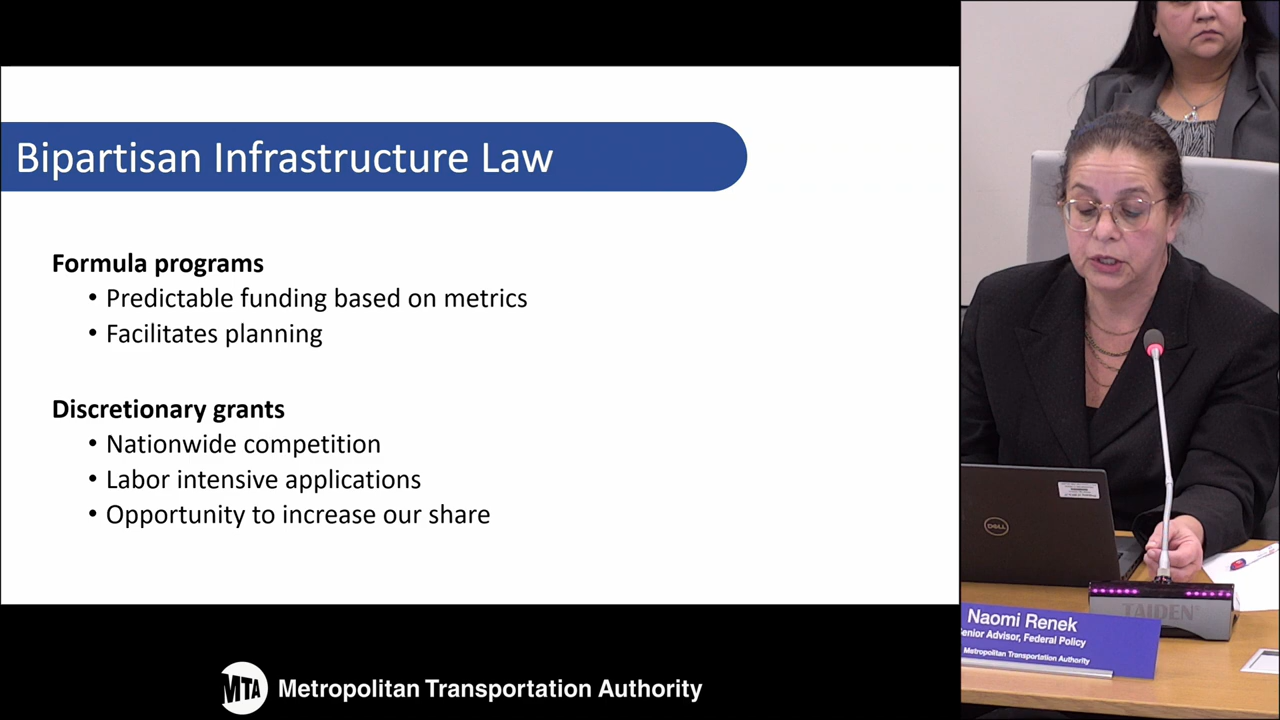 Bipartisan Infrastructure Law
Formula programs
• Predictable funding based on metrics
• Facilitates planning
Discretionary grants
• Nationwide competition
• Labor intensive applications
• Opportunity to increase our share
MTA Metropolitan Transportation Authority
DELL
TAIDEN
Naomi Renek
Senior Advisor, Federal Policy
Metropolitan Transportation Authority